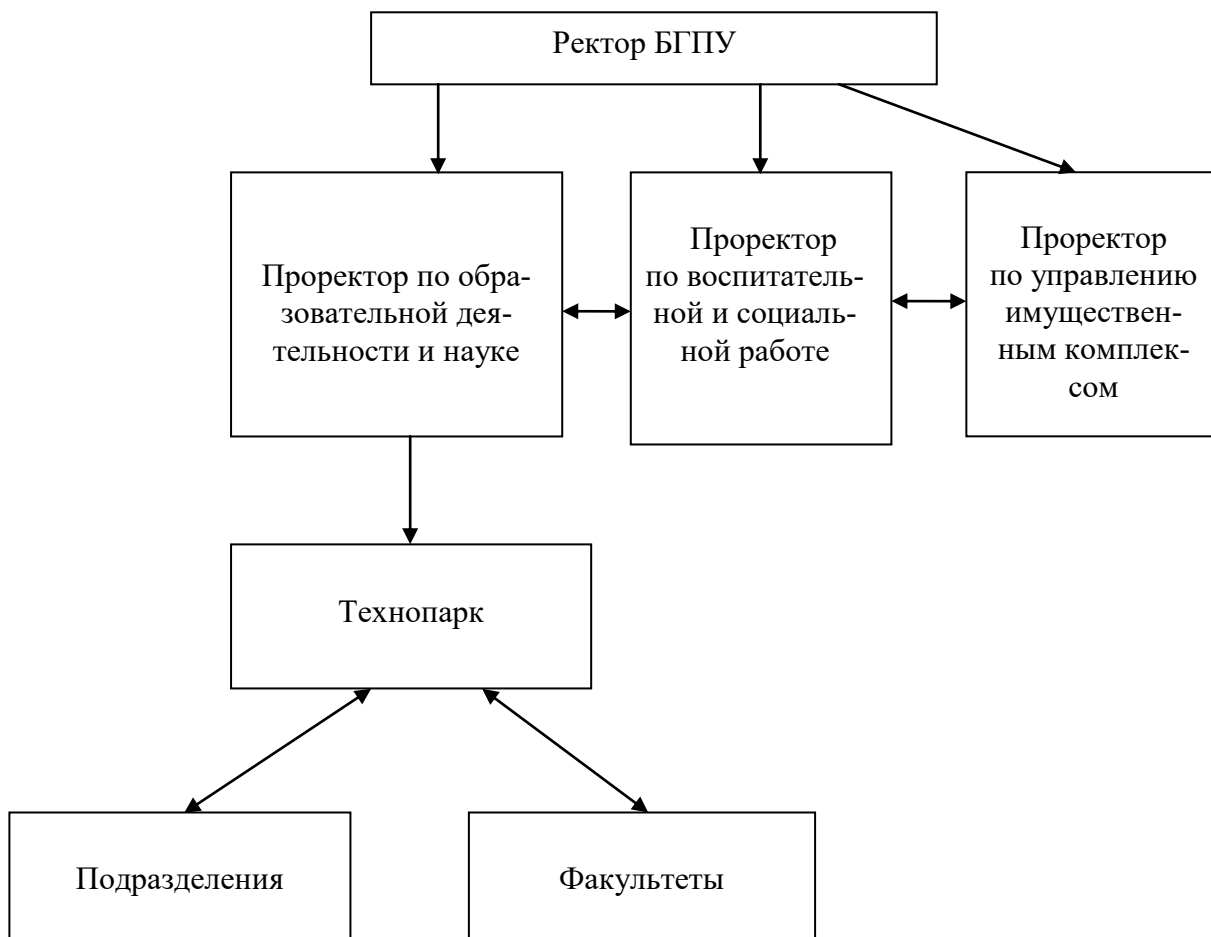 Ректор БГПУ
Проректор по обра-
зовательной дея-
тельности и науке
Проректор
по воспитатель-
ной и социаль-
ной работе
Проректор
по управлению
имуществен-
ным комплек-
сом
Технопарк
Подразделения
Факультеты